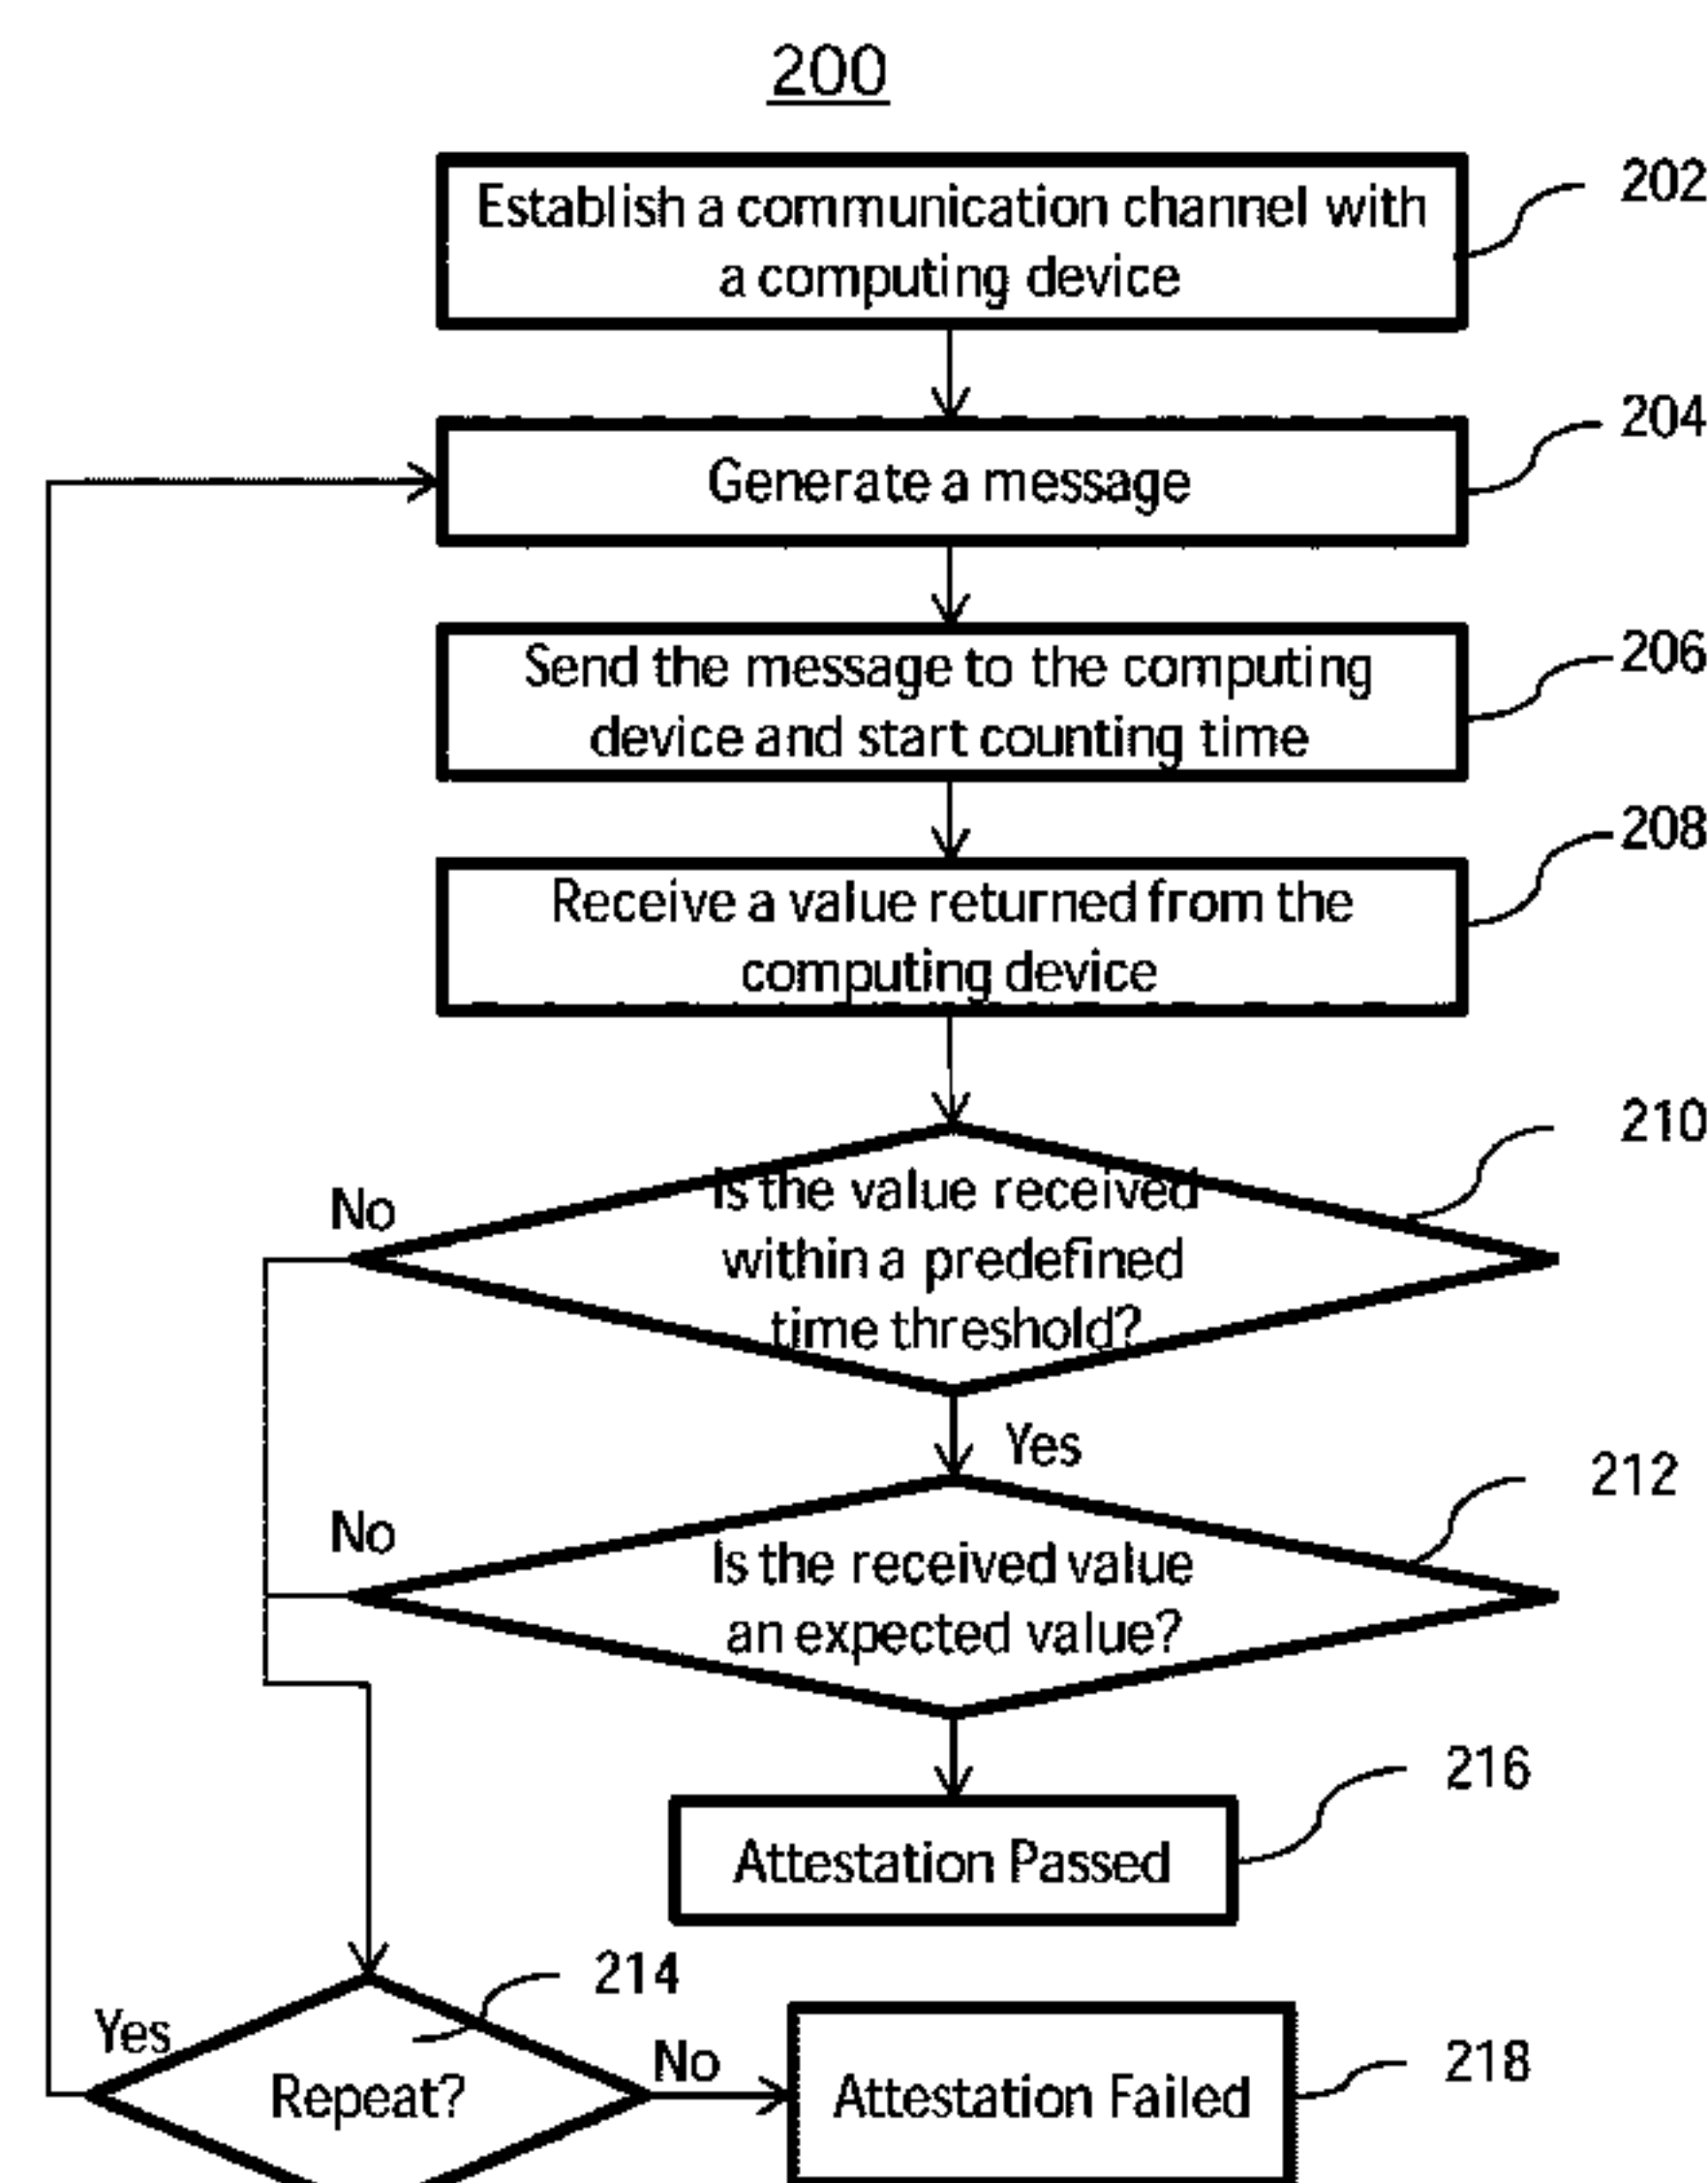 200
Establish a communication channel with
a computing device
202
Generate a message
204
Send the message to the computing
device and start counting time
206
Receive a value returned from the
computing device
208
Is the value received
within a predefined
time threshold?
210
No
Yes
Is the received value
an expected value?
212
No
Attestation Passed
216
Repeat?
214
Yes
No
Attestation Failed
218